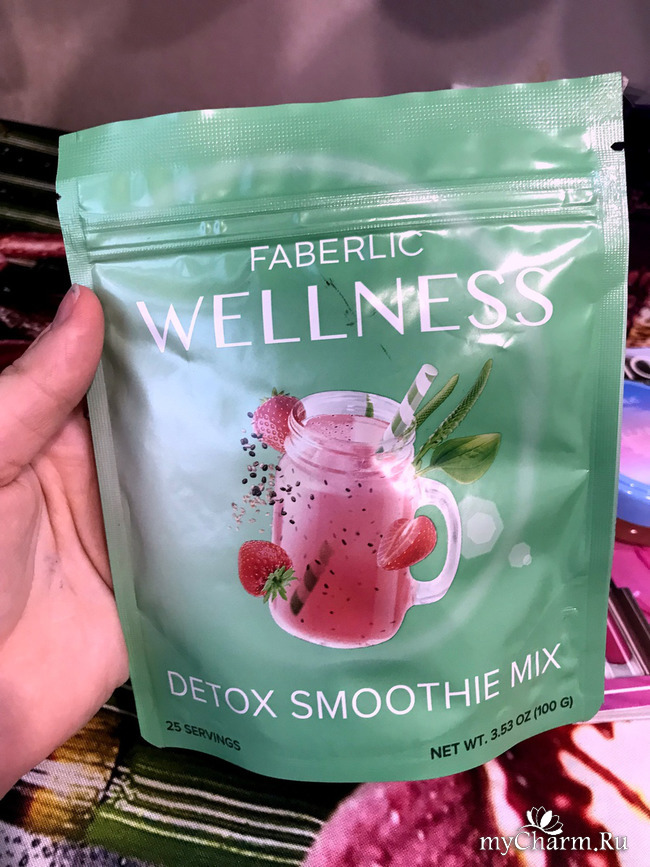 FABERLIC
WELLNESS
DETOX SMOOTHIE MIX
25 SERVINGS
NET WT. 3.53 OZ (100 G)
myCharm.Ru